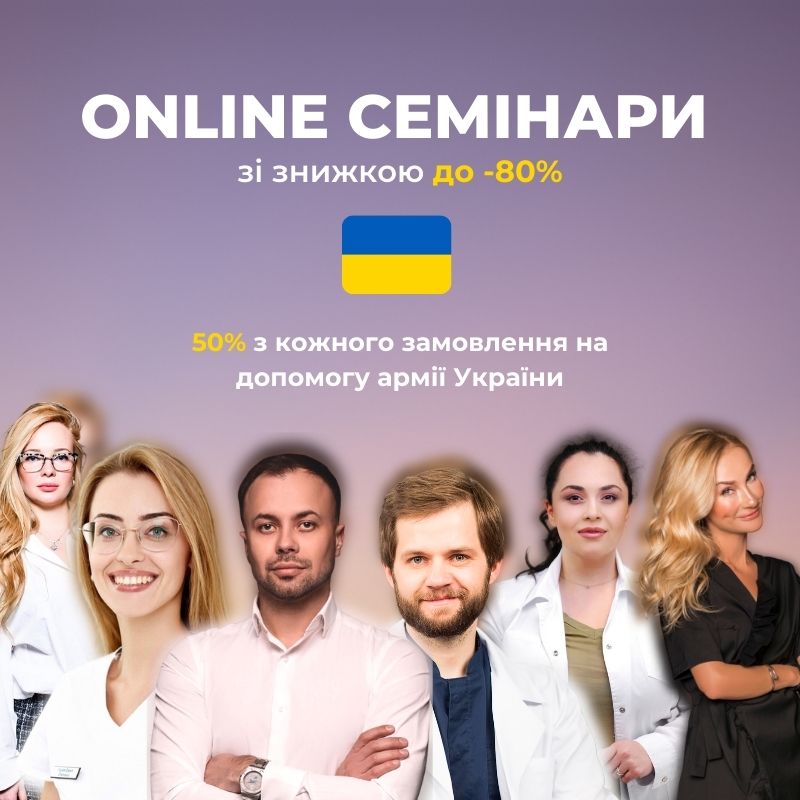 ONLINE СЕМІНАРИ
зі знижкою до -80%
50% з кожного замовлення на
допомогу армії України